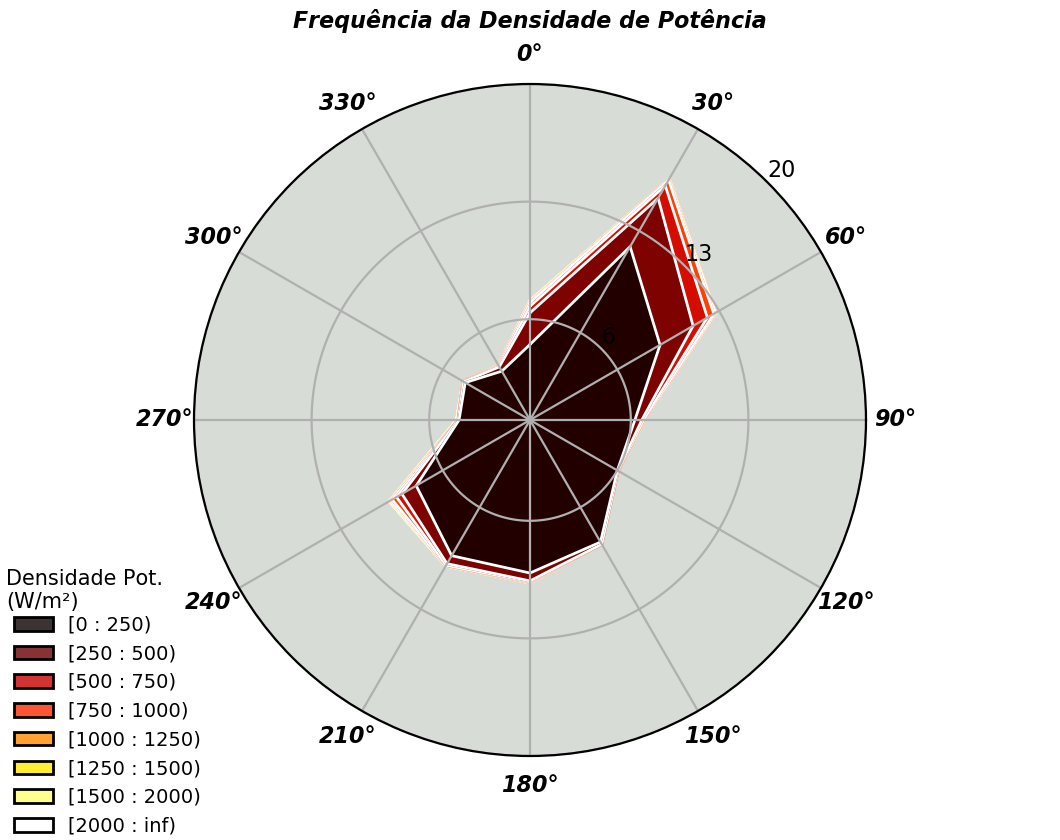 Frequência da Densidade de Potência
0°
330°
30°
20
300°
60°
13
6
270°
90°
240°
120°
210°
150°
180°
Densidade Pot.
(W/m²)
[0 : 250)
[250 : 500)
[500 : 750)
[750 : 1000)
[1000 : 1250)
[1250 : 1500)
[1500 : 2000)
[2000 : inf)